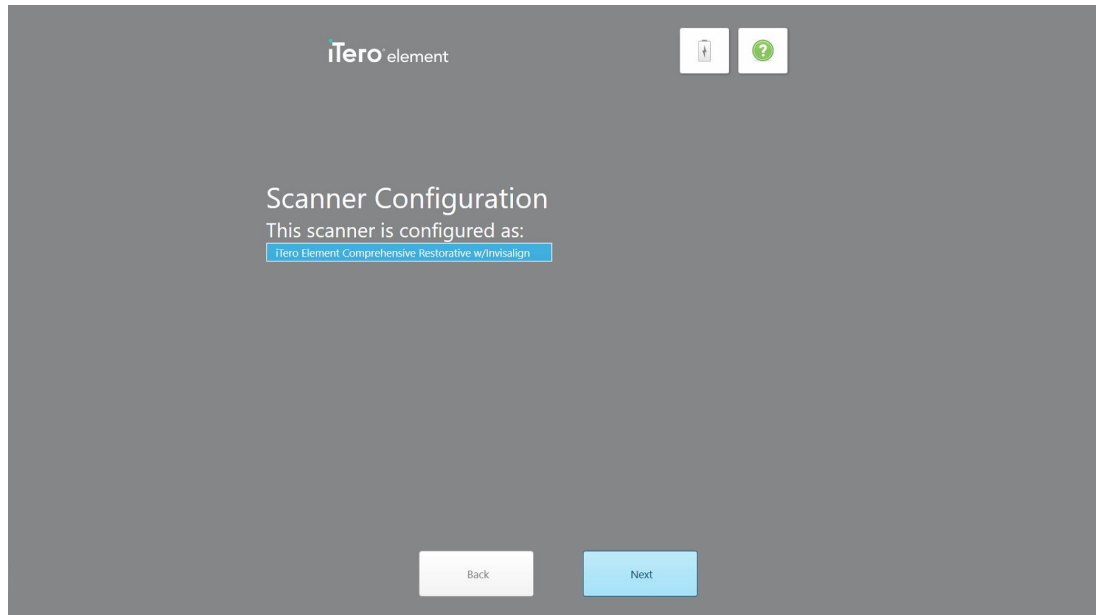 iTero element
?
Scanner Configuration
This scanner is configured as:
iTero Element Comprehensive Restorative w/Invisalign
Back
Next